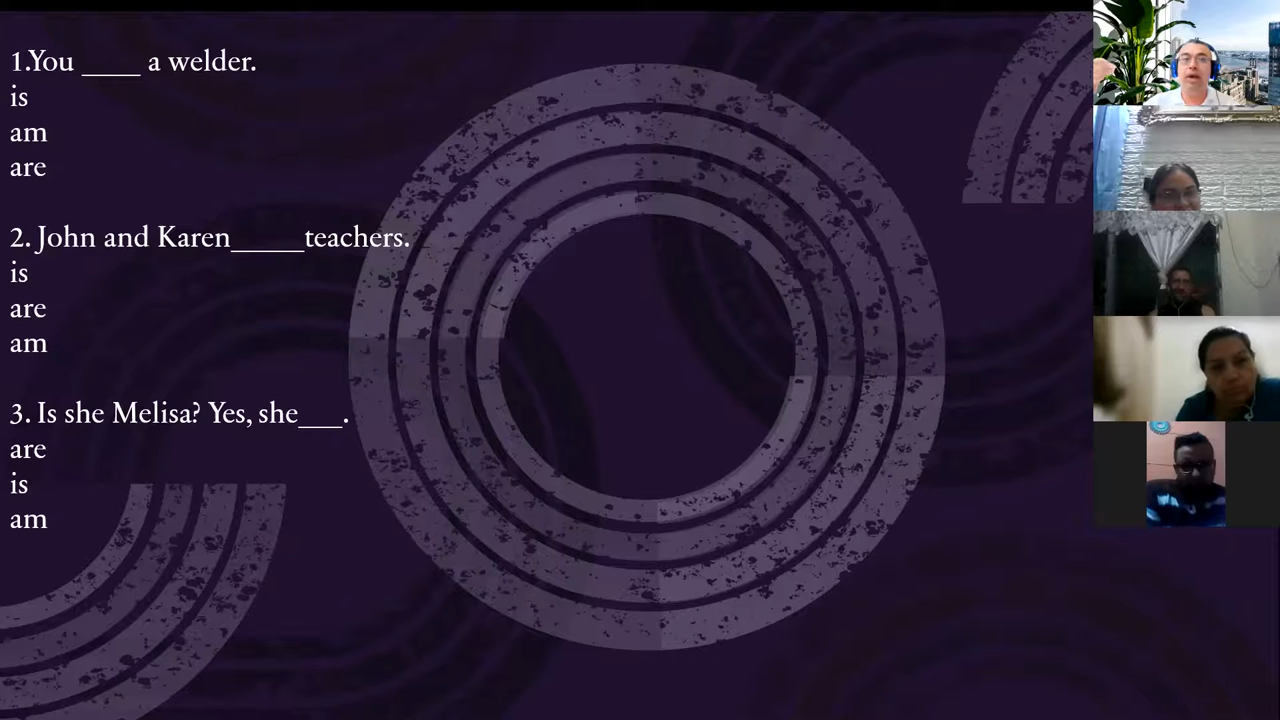 1.You ____ a welder.
is
am
are
2. John and Karen_____teachers.
is
are
am
3. Is she Melisa? Yes, she___.
are
is
am